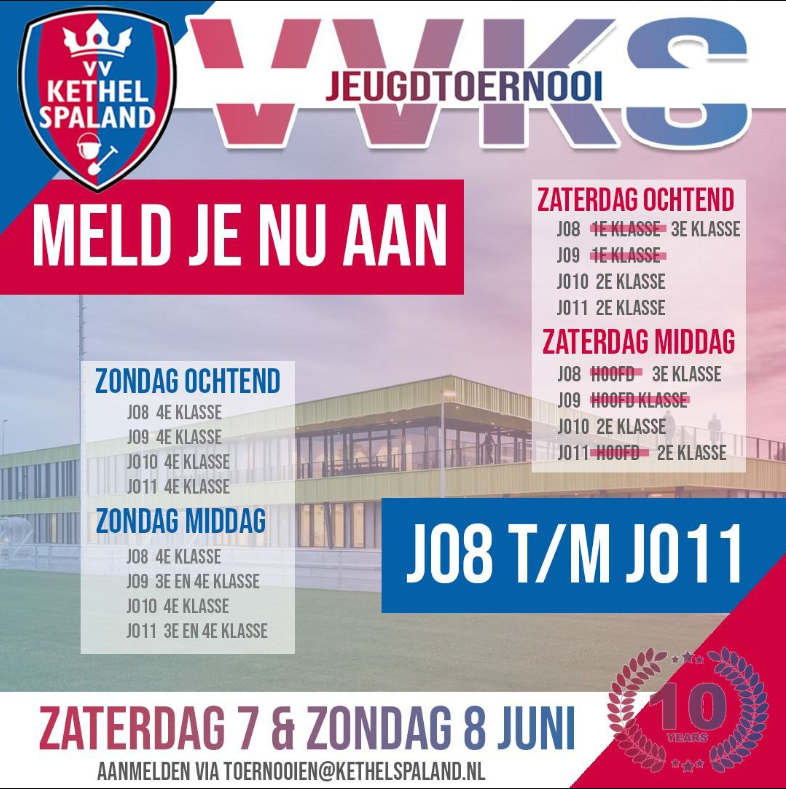 VV
KETHEL
SPALAND
VVKS
JEUGDTOERNOOI
MELD JE NU AAN
ZATERDAG OCHTEND
JO8 1E KLASSE 3E KLASSE
JO9 1E KLASSE
JO10 2E KLASSE
JO11 2E KLASSE
ZATERDAG MIDDAG
JO8 HOOFD 3E KLASSE
JO9 HOOFD KLASSE
JO10 2E KLASSE
JO11 HOOFD 2E KLASSE
ZONDAG OCHTEND
JO8 4E KLASSE
JO9 4E KLASSE
JO10 4E KLASSE
JO11 4E KLASSE
ZONDAG MIDDAG
JO8 4E KLASSE
JO9 3E EN 4E KLASSE
JO10 4E KLASSE
JO11 3E EN 4E KLASSE
JO8 T/M JO11
10
YEARS
ZATERDAG 7 & ZONDAG 8 JUNI
AANMELDEN VIA TOERNOOIEN@KETHELSPALAND.NL